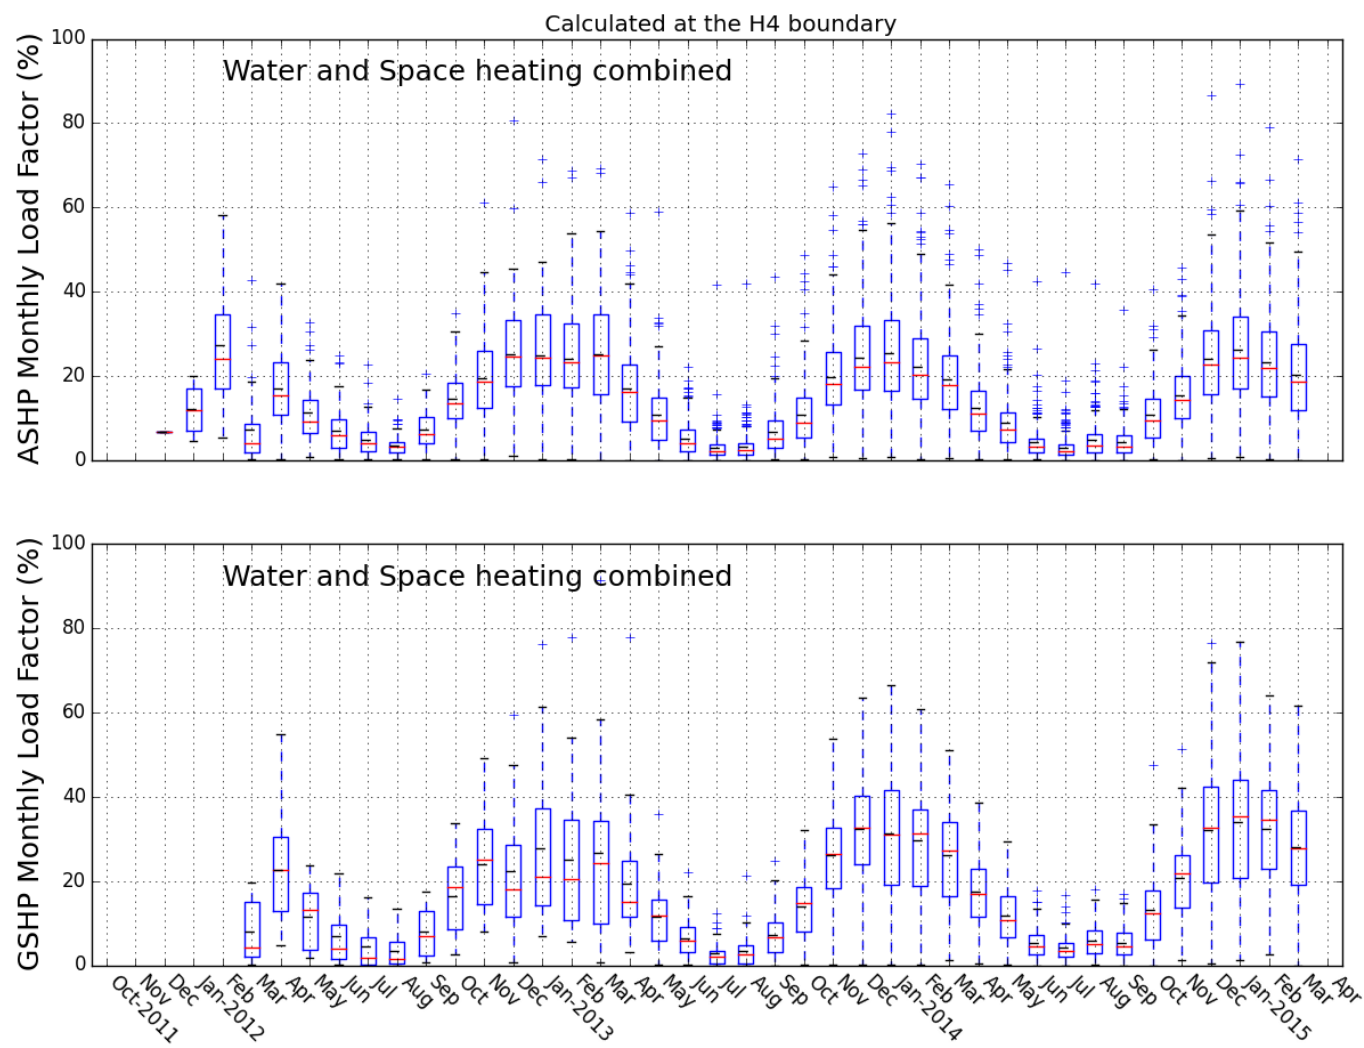 Calculated at the H4 boundary
ASHP Monthly Load Factor (%)
100
80
60
40
20
0
Water and Space heating combined
GSHP Monthly Load Factor (%)
100
80
60
40
20
0
Water and Space heating combined
Oct-2011
Nov
Dec
Jan-2012
Feb
Mar
Apr
May
Jun
Jul
Aug
Sep
Oct
Nov
Dec
Jan-2013
Feb
Mar
Apr
May
Jun
Jul
Aug
Sep
Oct
Nov
Dec
Jan-2014
Feb
Mar
Apr
May
Jun
Jul
Aug
Sep
Oct
Nov
Dec
Jan-2015
Feb
Mar
Apr